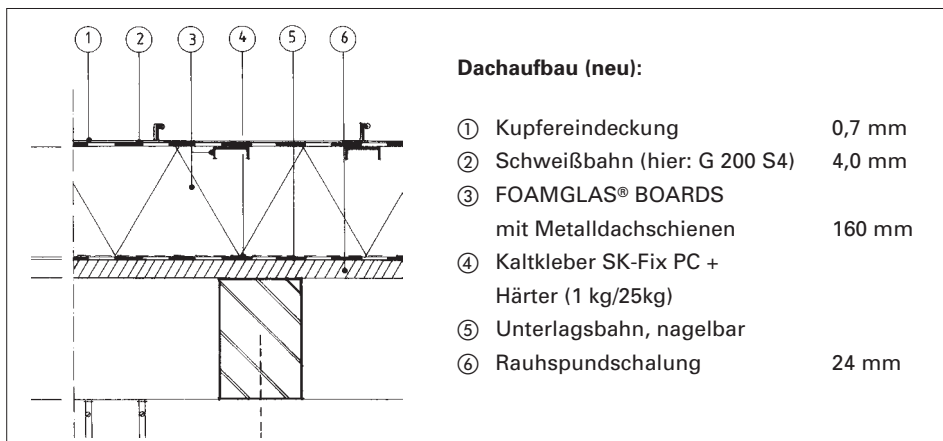 1 2 3 4 5 6
Dachaufbau (neu):
① Kupfereindeckung 0,7 mm
② Schweißbahn (hier: G 200 S4) 4,0 mm
③ FOAMGLAS® BOARDS
mit Metalldachschienen 160 mm
④ Kaltkleber SK-Fix PC +
Härter (1 kg/25kg)
⑤ Unterlagsbahn, nagelbar
⑥ Rauhspundschalung 24 mm